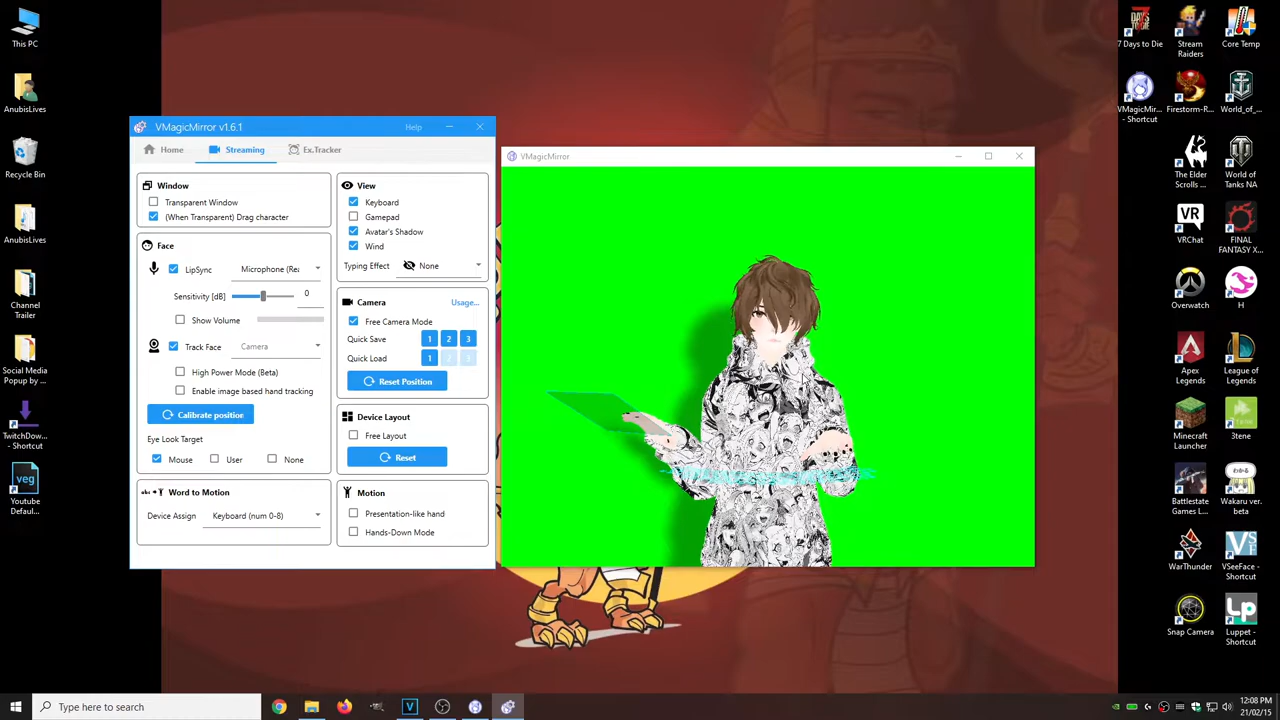 This PC
AnubisLives
Recycle Bin
AnubisLives
Channel
Trailer
Social Media
Popup by ...
TwitchDow...
- Shortcut
veg
Youtube
Defaul...
VMagicMirror v1.6.1
Help
Home
Streaming
Ex.Tracker
Window
Transparent Window
(When Transparent) Drag character
Face
LipSync
Microphone (Rea
Sensitivity [dB]
0
Show Volume
Track Face
Camera
High Power Mode (Beta)
Enable image based hand tracking
Calibrate position
Eye Look Target
Mouse
User
None
Word to Motion
Device Assign
Keyboard (num 0-8)
View
Keyboard
Gamepad
Avatar's Shadow
Wind
Typing Effect
None
Camera
Usage...
Free Camera Mode
Quick Save
1
2
3
Quick Load
1
2
3
Reset Position
Device Layout
Free Layout
Reset
Motion
Presentation-like hand
Hands-Down Mode
VMagicMirror
7 Days to Die
Stream
Raiders
Core Temp
VMagicMir...
- Shortcut
Firestorm-R...
World_of_...
The Elder
Scrolls ...
World of
Tanks NA
VR
VRChat
FINAL
FANTASY X...
Overwatch
H
Apex
Legends
League of
Legends
Minecraft
Launcher
3tene
Battlestate
Games L...
Wakaru ver.
beta
WarThunder
VSeeFace -
Shortcut
Snap Camera
Lp
Luppet -
Shortcut
Type here to search
V
12:08 PM
21/02/15